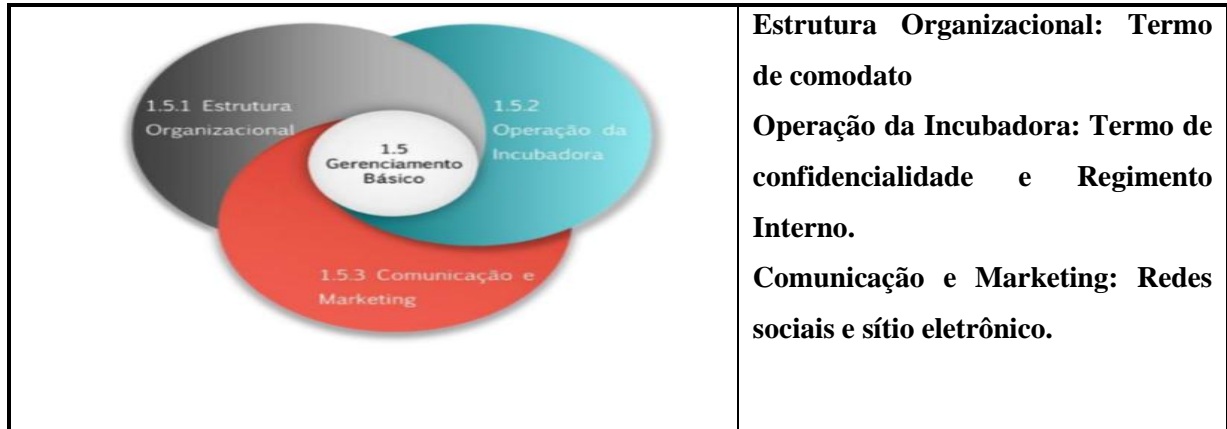 1.5.1 Estrutura
Organizacional
1.5.2
Operação da
Incubadora
1.5
Gerenciamento
Básico
1.5.3 Comunicação e
Marketing
Estrutura Organizacional: Termo
de comodato
Operação da Incubadora: Termo de
confidencialidade e Regimento
Interno.
Comunicação e Marketing: Redes
sociais e sítio eletrônico.